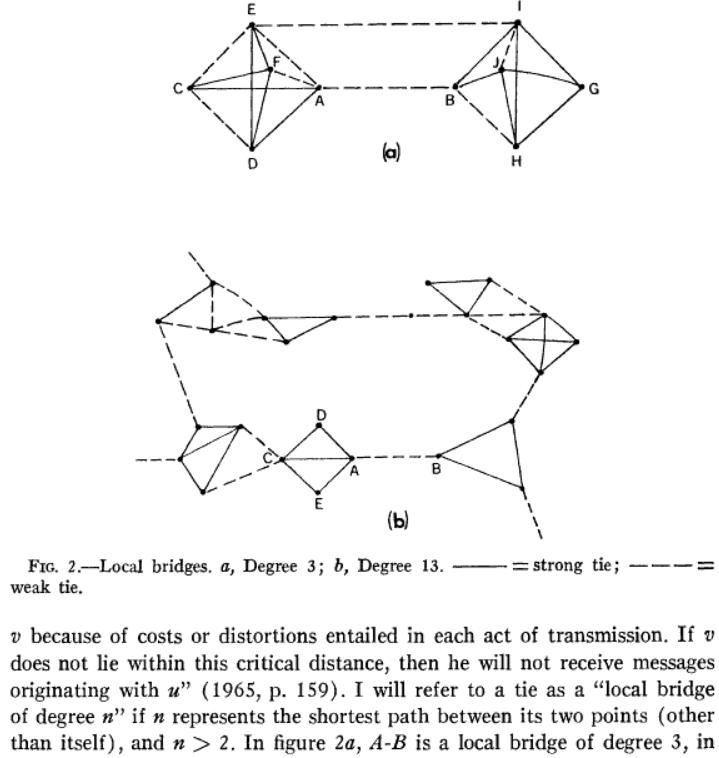 E
I
F
J
C
A
B
G
D
H
(a)
D
C
A
B
E
(b)
FIG. 2.—Local bridges. a, Degree 3; b, Degree 13. ——— = strong tie; – – – – =
weak tie.
v because of costs or distortions entailed in each act of transmission. If v
does not lie within this critical distance, then he will not receive messages
originating with u” (1965, p. 159). I will refer to a tie as a “local bridge
of degree n” if n represents the shortest path between its two points (other
than itself), and n > 2. In figure 2a, A-B is a local bridge of degree 3, in